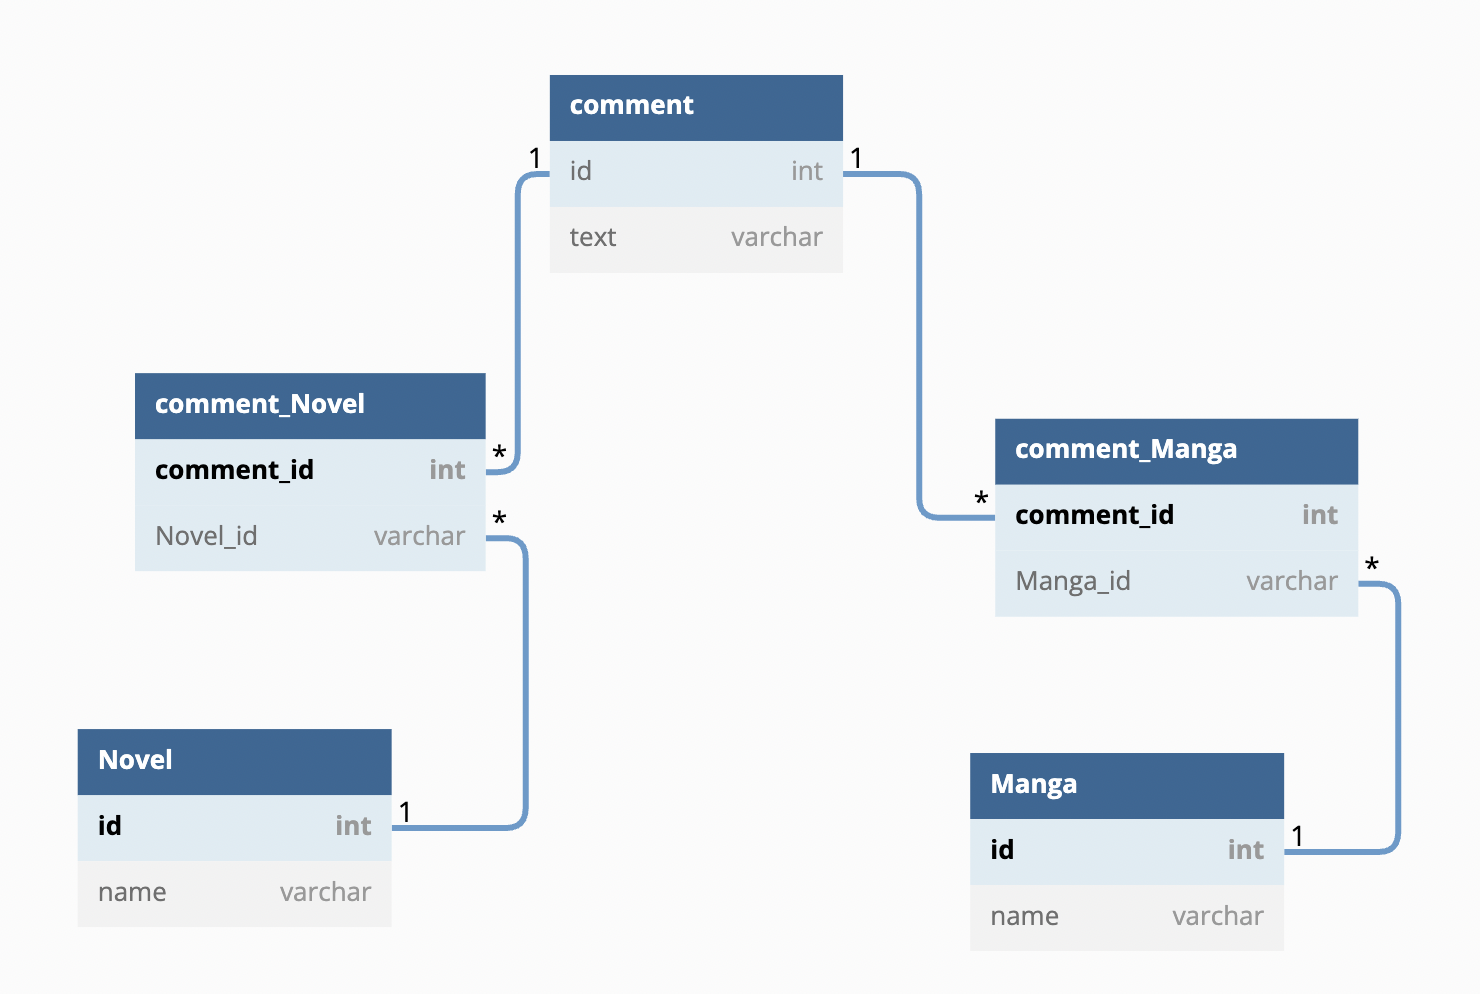 comment
1 id int 1
text varchar
comment_Novel
comment_id int *
Novel_id varchar *
comment_Manga
* comment_id int
Manga_id varchar *
Novel
id int 1
name varchar
Manga
id int 1
name varchar